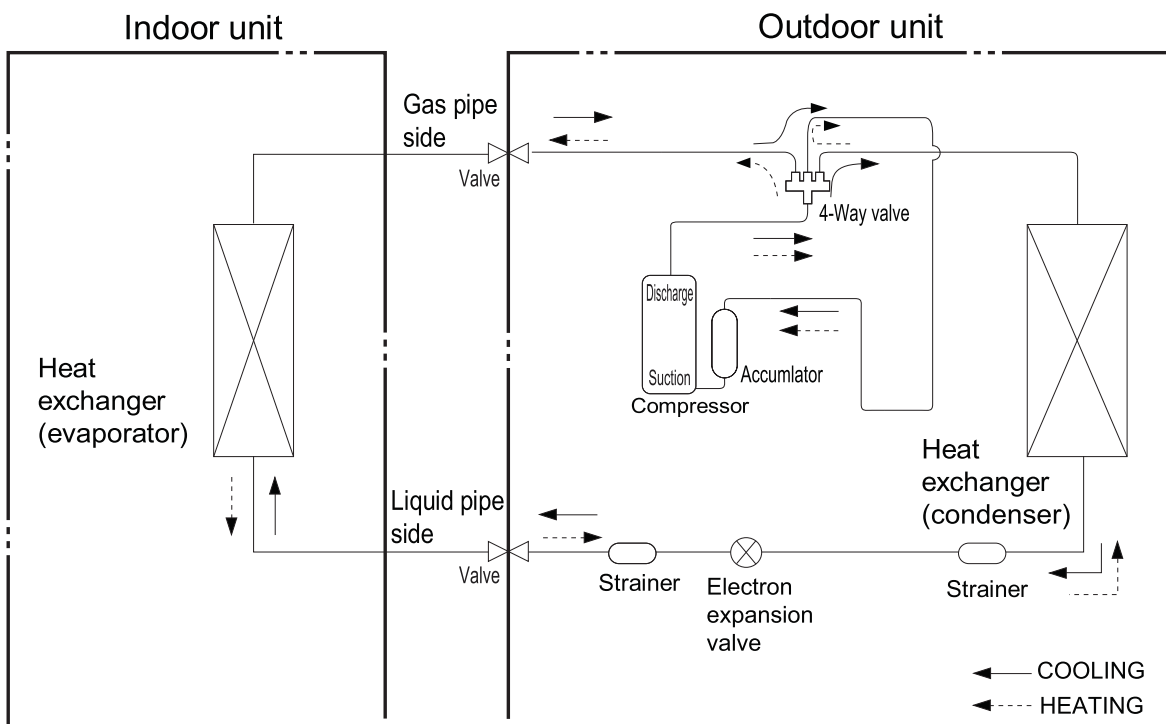 Indoor unit
Outdoor unit
Gas pipe
side
Valve
4-Way valve
Discharge
Suction
Accumlator
Compressor
Heat
exchanger
(evaporator)
Heat
exchanger
(condenser)
Liquid pipe
side
Valve
Strainer
Electron
expansion
valve
Strainer
COOLING
HEATING